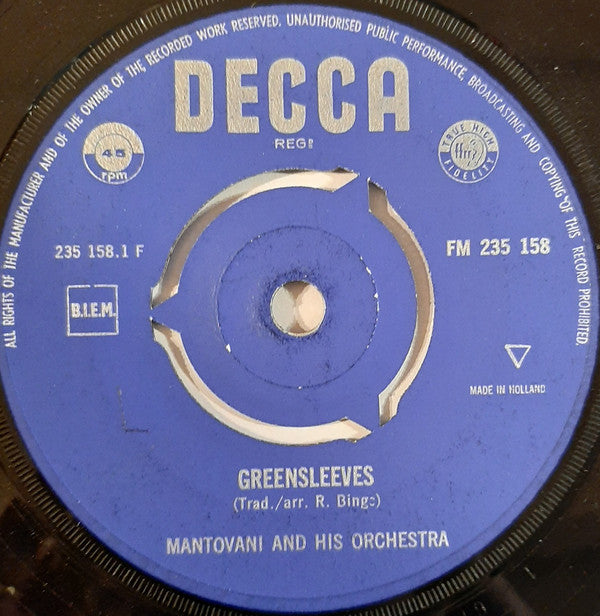 ALL RIGHTS OF THE MANUFACTURER AND OF THE OWNER OF THE RECORDED WORK RESERVED. UNAUTHORISED PUBLIC PERFORMANCE, BROADCASTING AND COPYING OF THIS RECORD PROHIBITED.
DECCA
REGD
45
rpm
TRUE HIGH
FIDELITY
235 158.1 F
FM 235 158
B.I.E.M.
MADE IN HOLLAND
GREENSLEEVES
(Trad./arr. R. Binge)
MANTOVANI AND HIS ORCHESTRA